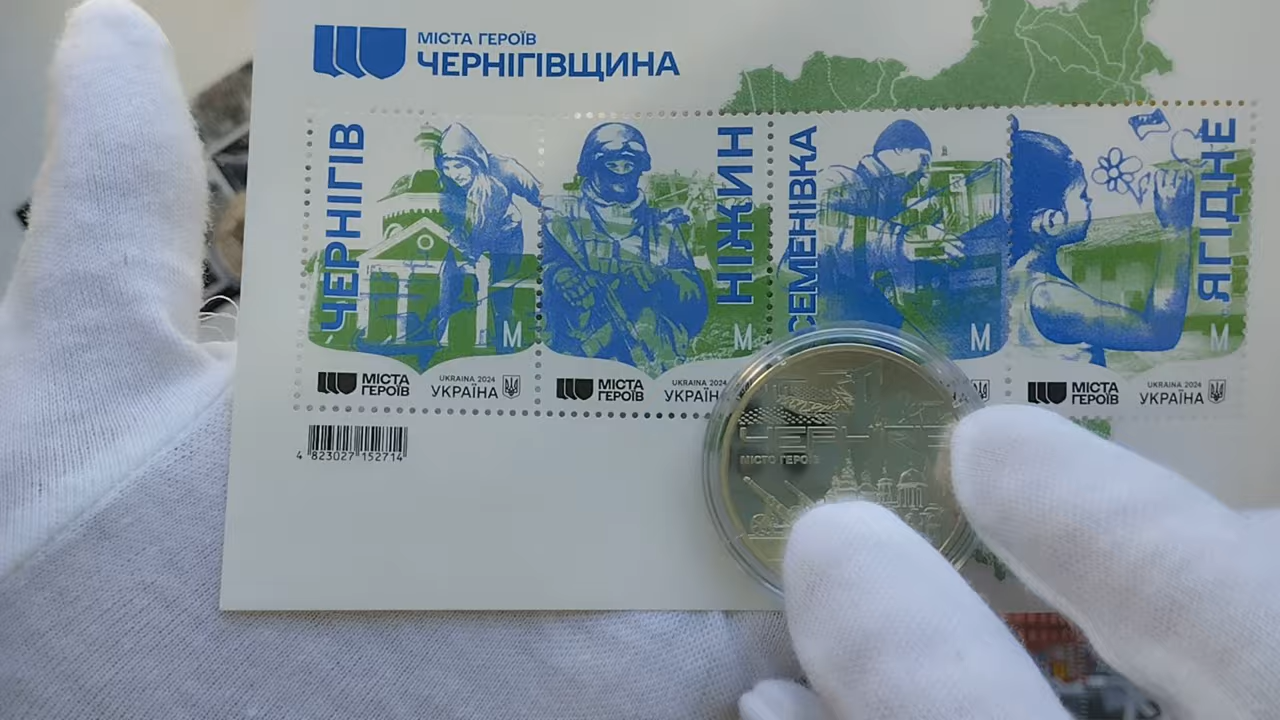 МІСТА ГЕРОЇВ
ЧЕРНІГІВЩИНА
ЧЕРНІГІВ
М
НІЖИН
М
СЕМЕНІВКА
М
ЯГІДНЕ
М
МІСТА
ГЕРОЇВ
UKRAINA 2024
УКРАЇНА
МІСТА
ГЕРОЇВ
UKRAINA 2024
УКРАЇН
МІСТА
ГЕРОЇВ
UKRAINA 2024
УКРАЇНА
4 823027 152714
МІСТО ГЕРОЇВ